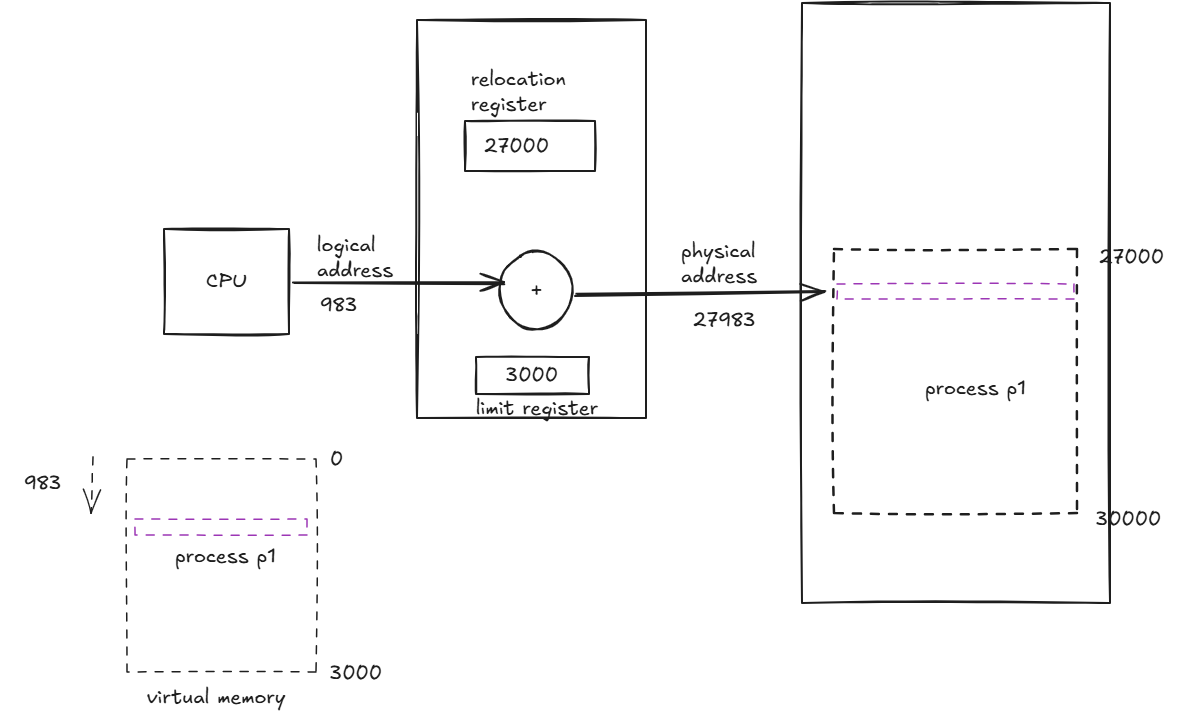 relocation
register
27000
CPU
logical
address
983
+
3000
limit register
physical
address
27983
27000
process p1
30000
983
0
process p1
3000
virtual memory